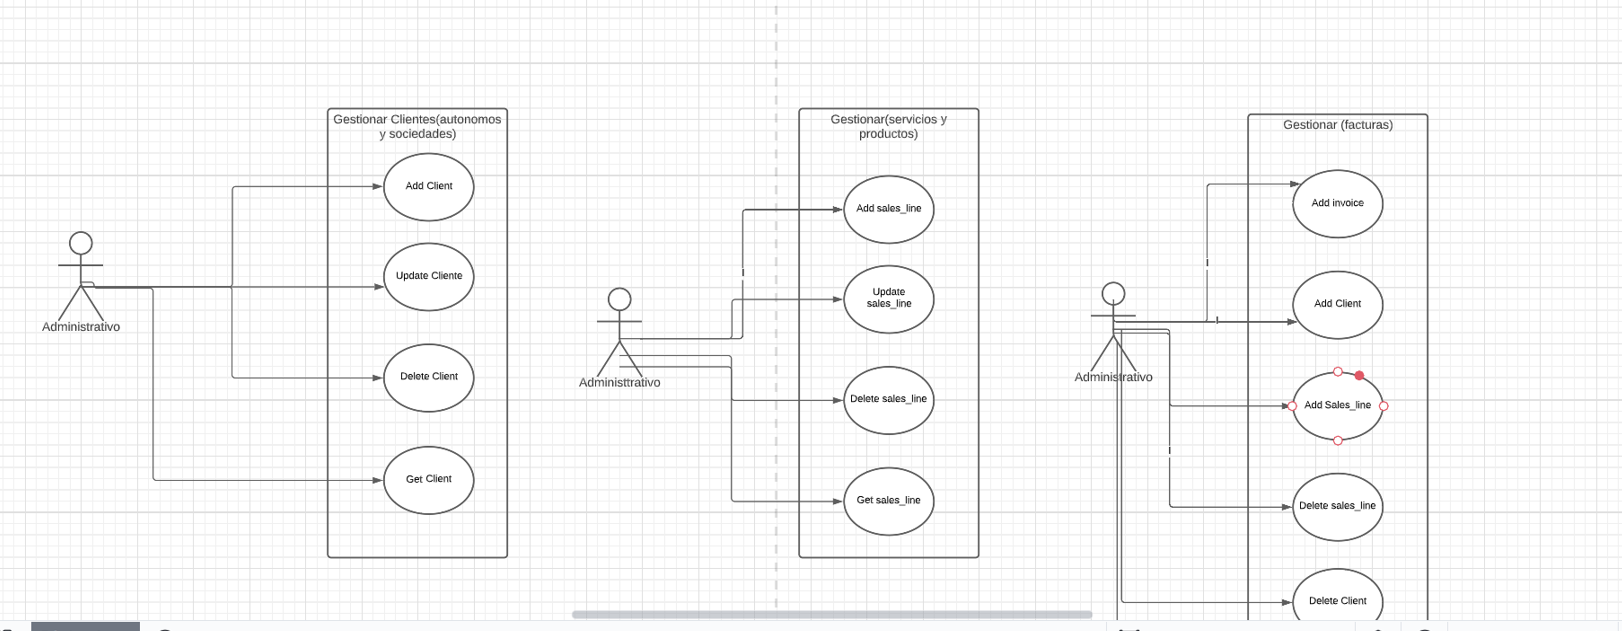 Gestionar Clientes(autonomos
y sociedades)
Add Client
Update Cliente
Delete Client
Get Client
Administrativo
Gestionar(servicios y
productos)
Add sales_line
Update
sales_line
Delete sales_line
Get sales_line
Administtrativo
Gestionar (facturas)
Add invoice
Add Client
Add Sales_line
Delete sales_line
Delete Client
Administrativo